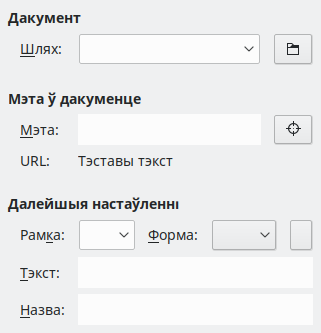 Дакумент
Шлях:
Мэта ў дакуменце
Мэта:
URL: Тэставы тэкст
Далейшыя настаўленні
Рамка: Форма:
Тэкст:
Назва: